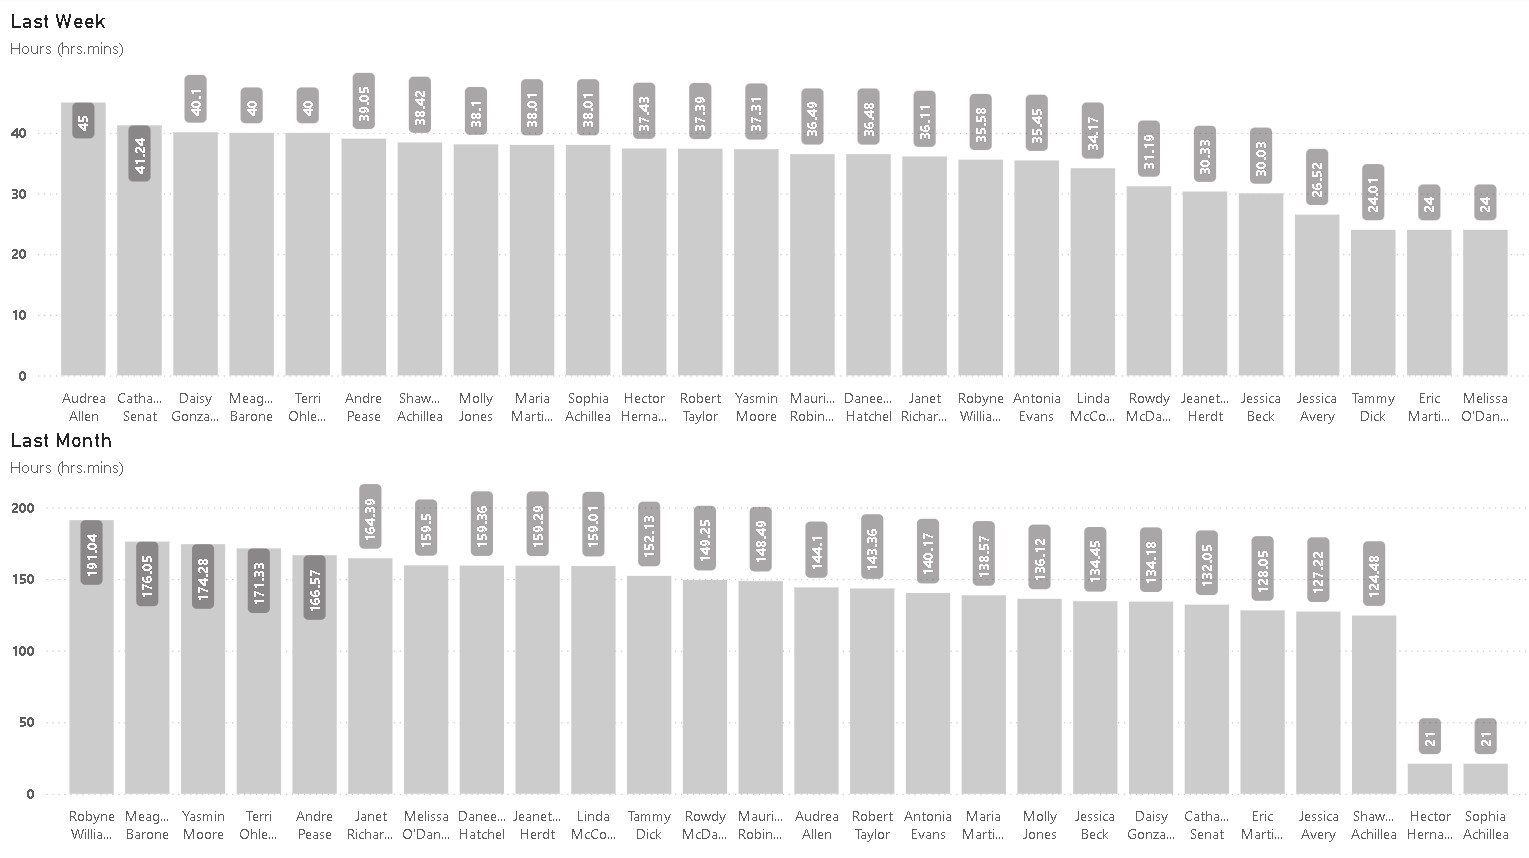 Last Week
Hours (hrs.mins)
45 41.24 40.1 40 40 39.05 38.42 38.1 38.01 38.01 37.43 37.39 37.31 36.49 36.48 36.11 35.58 35.45 34.17 31.19 30.33 30.03 26.52 24.01 24 24
40
30
20
10
0
Audrea Catha... Daisy Meag... Terri Andre Shaw... Molly Maria Sophia Hector Robert Yasmin Mauri... Danee... Janet Robyne Antonia Linda Rowdy Jeanet... Jessica Jessica Tammy Eric Melissa
Allen Senat Gonza... Barone Ohle... Pease Achillea Jones Marti... Achillea Herna... Taylor Moore Robin... Hatchel Richar... Willia... Evans McCo... McDa... Herdt Beck Avery Dick Marti... O'Dan...
Last Month
Hours (hrs.mins)
191.04 176.05 174.28 171.33 166.57 164.39 159.5 159.36 159.29 159.01 152.13 149.25 148.49 144.1 143.36 140.17 138.57 136.12 134.45 134.18 132.05 128.05 127.22 124.48 21 21
200
150
100
50
0
Robyne Meag... Yasmin Terri Andre Janet Melissa Danee... Jeanet... Linda Tammy Rowdy Mauri... Audrea Robert Antonia Maria Molly Jessica Daisy Catha... Eric Jessica Shaw... Hector Sophia
Willia... Barone Moore Ohle... Pease Richar... O'Dan... Hatchel Herdt McCo... Dick McDa... Robin... Allen Taylor Evans Marti... Jones Beck Gonza... Senat Marti... Avery Achillea Herna... Achillea